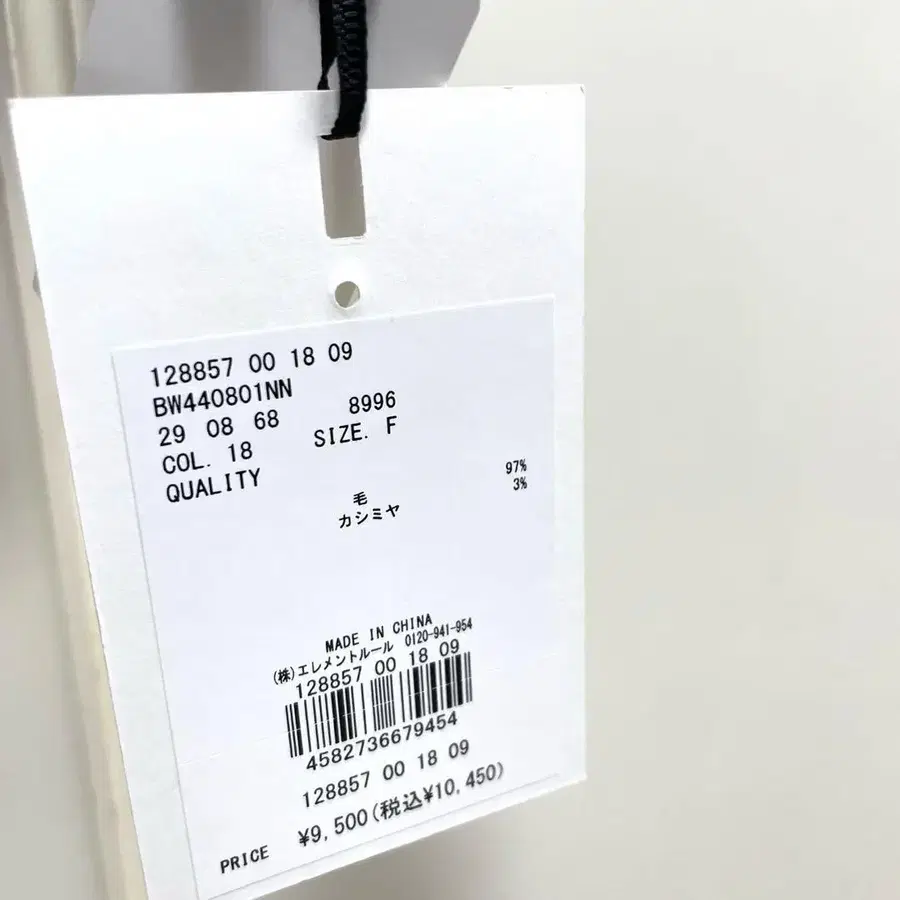 128857 00 18 09
BW440801NN
29 08 68 8996
COL. 18 SIZE. F
QUALITY
毛 97%
カシミヤ 3%
MADE IN CHINA
(株)エレメントルール 0120-941-954
128857 00 18 09
4582736679454
128857 00 18 09
PRICE ¥9,500(税込¥10,450)